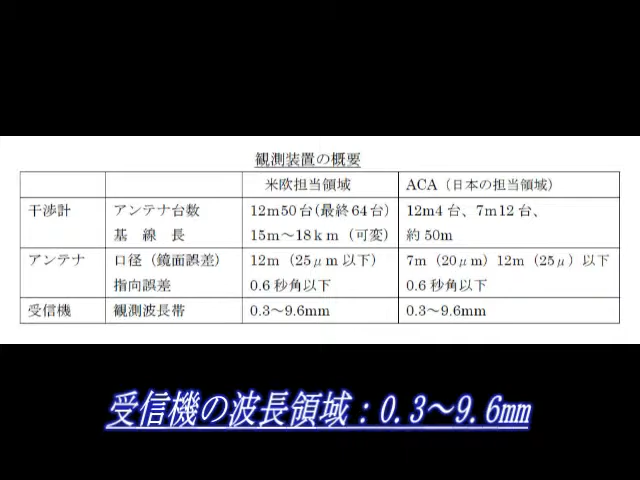 観測装置の概要
米欧担当領域 ACA（日本の担当領域）
干渉計 アンテナ台数 12m50台(最終64台) 12m4台、7m12台、
基線長 15m～18km（可変） 約50m
アンテナ 口径（鏡面誤差） 12m（25μm以下） 7m（20μm）12m（25μ）以下
指向誤差 0.6秒角以下 0.6秒角以下
受信機 観測波長帯 0.3～9.6mm 0.3～9.6mm
受信機の波長領域：0.3～9.6mm